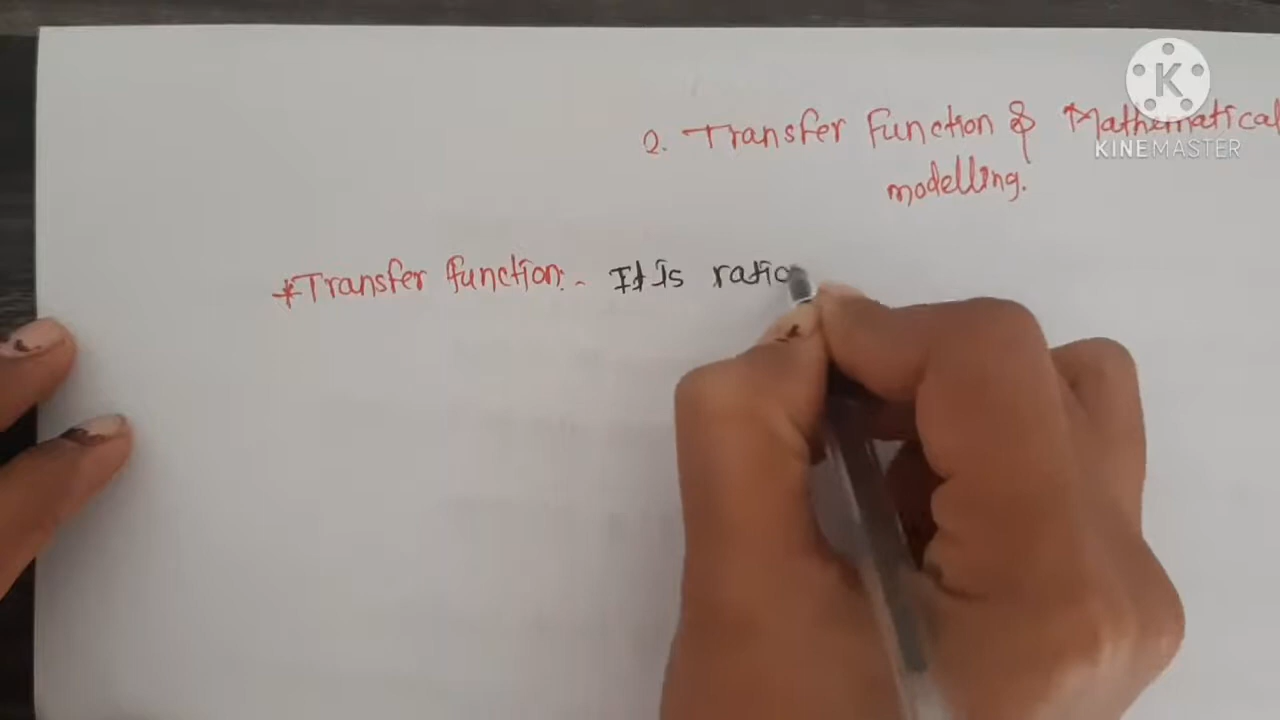 2. Transfer Function & Mathematical
modelling.
*Transfer function:- It is ratio
K
KINEMASTER